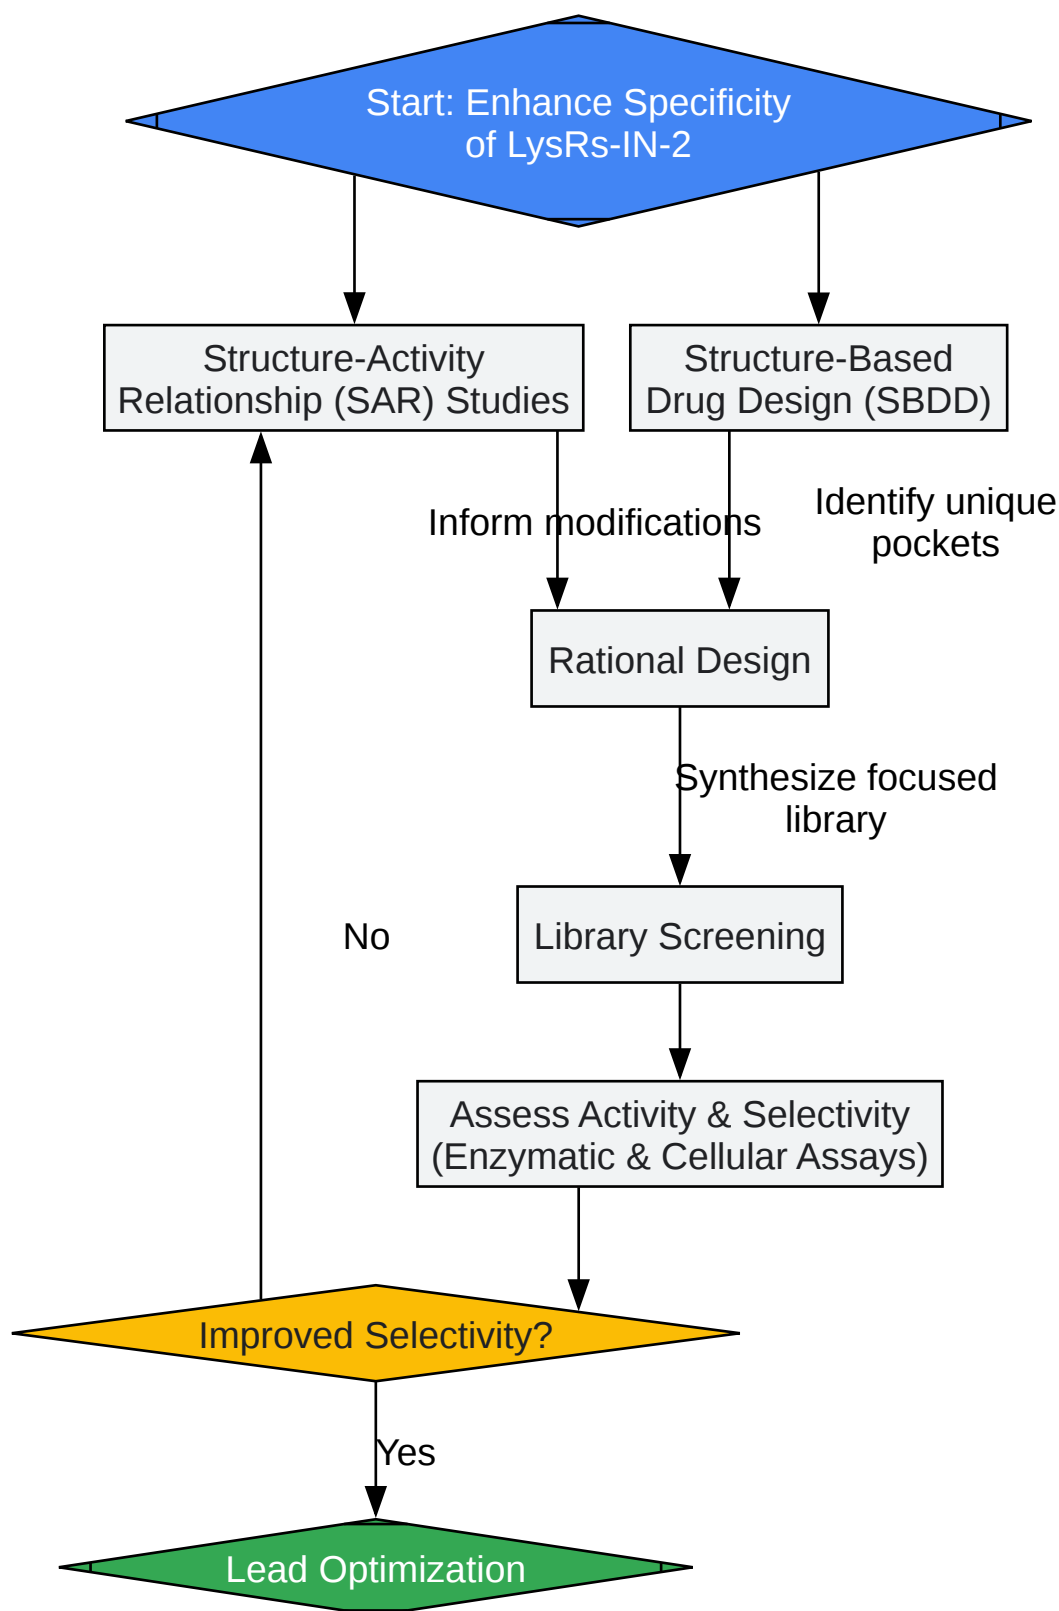 Start: Enhance Specificity
of LysRs-IN-2
Structure-Activity
Relationship (SAR) Studies
Structure-Based
Drug Design (SBDD)
Inform modifications
Identify unique
pockets
Rational Design
Synthesize focused
library
No
Library Screening
Assess Activity & Selectivity
(Enzymatic & Cellular Assays)
Improved Selectivity?
Yes
Lead Optimization